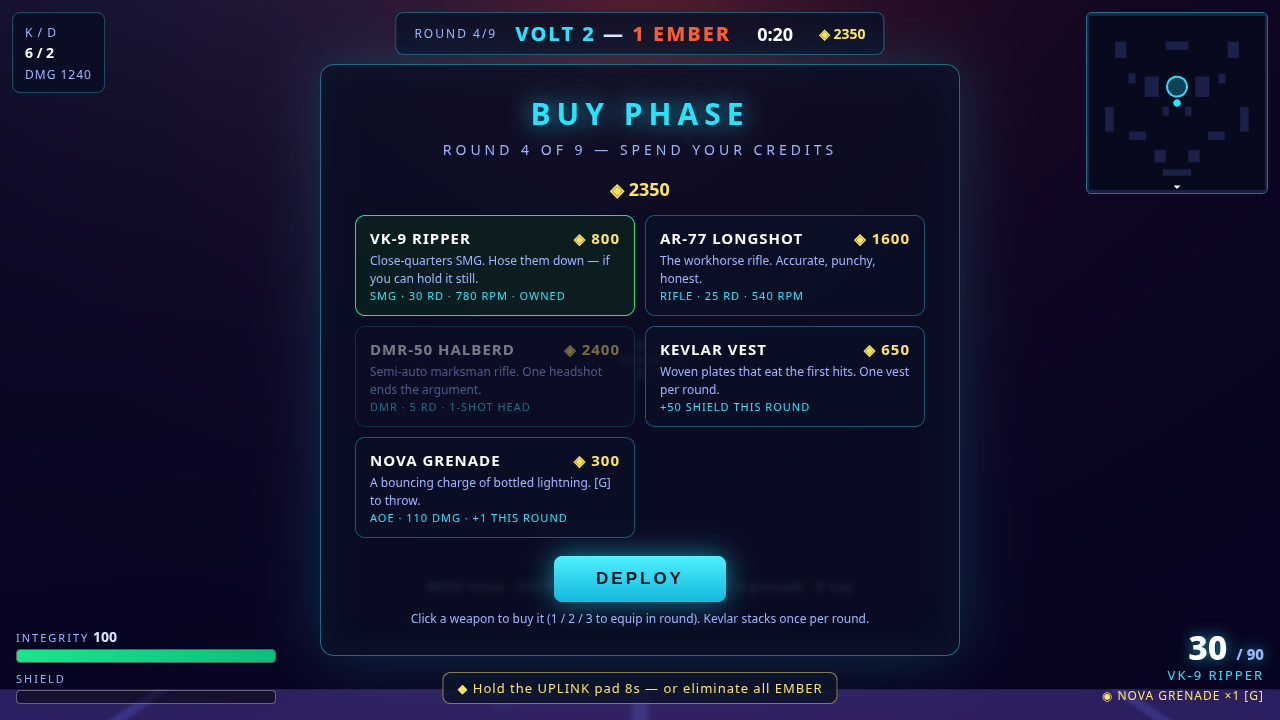 K / D
6 / 2
DMG 1240
ROUND 4/9 VOLT 2 — 1 EMBER 0:20 ◈ 2350
BUY PHASE
ROUND 4 OF 9 — SPEND YOUR CREDITS
◈ 2350
VK-9 RIPPER ◈ 800
Close-quarters SMG. Hose them down — if
you can hold it still.
SMG · 30 RD · 780 RPM · OWNED
AR-77 LONGSHOT ◈ 1600
The workhorse rifle. Accurate, punchy,
honest.
RIFLE · 25 RD · 540 RPM
DMR-50 HALBERD ◈ 2400
Semi-auto marksman rifle. One headshot
ends the argument.
DMR · 5 RD · 1-SHOT HEAD
KEVLAR VEST ◈ 650
Woven plates that eat the first hits. One vest
per round.
+50 SHIELD THIS ROUND
NOVA GRENADE ◈ 300
A bouncing charge of bottled lightning. [G]
to throw.
AOE · 110 DMG · +1 THIS ROUND
DEPLOY
Click a weapon to buy it (1 / 2 / 3 to equip in round). Kevlar stacks once per round.
INTEGRITY 100
SHIELD
◆ Hold the UPLINK pad 8s — or eliminate all EMBER
30 / 90
VK-9 RIPPER
◉ NOVA GRENADE ×1 [G]